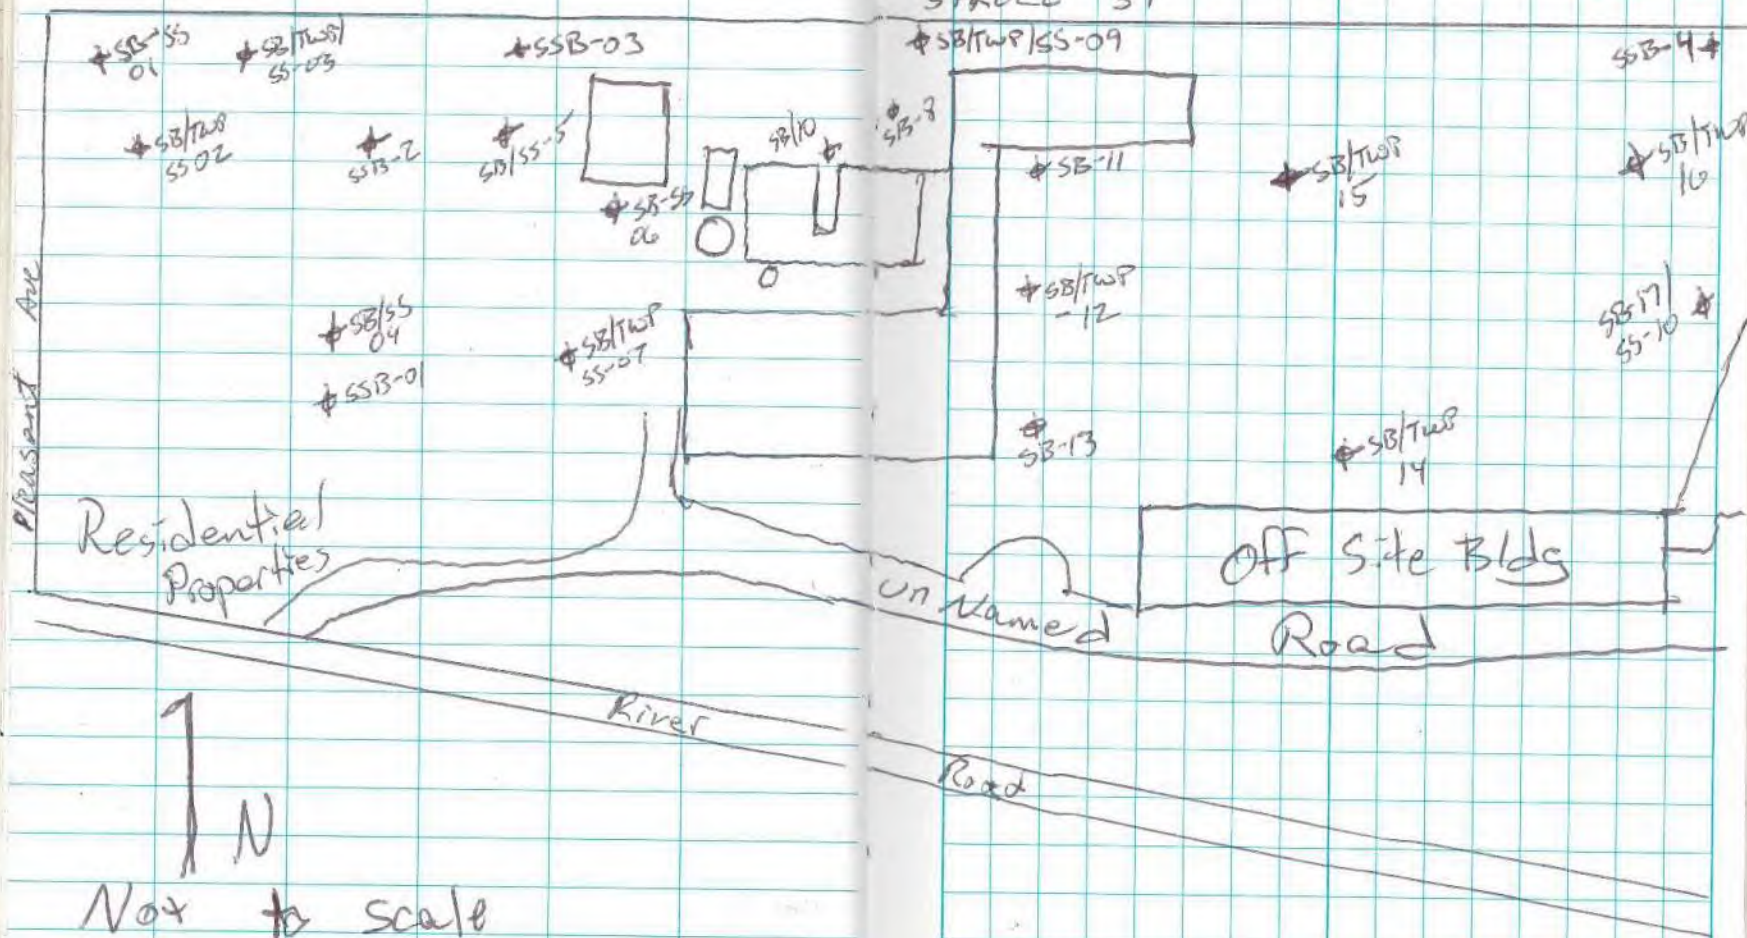 SB-SS
01
SB/TWP/
SS-03
SSB-03
SB/TWP/SS-09
SSB-4
SB/TWP
SS02
SSB-2
SB/SS-5
SB/10
SB-8
SB-11
SB/TWP
15
SB/TWP
16
SB-SS
06
SB/SS
04
SSB-01
SB/TWP
SS-07
SB/TWP
-12
SB-17/
SS-10
SB-13
SB/TWP
14
Pleasant Ave
Residential
Properties
Off Site Bldg
Un Named Road
River Road
N
Not to scale